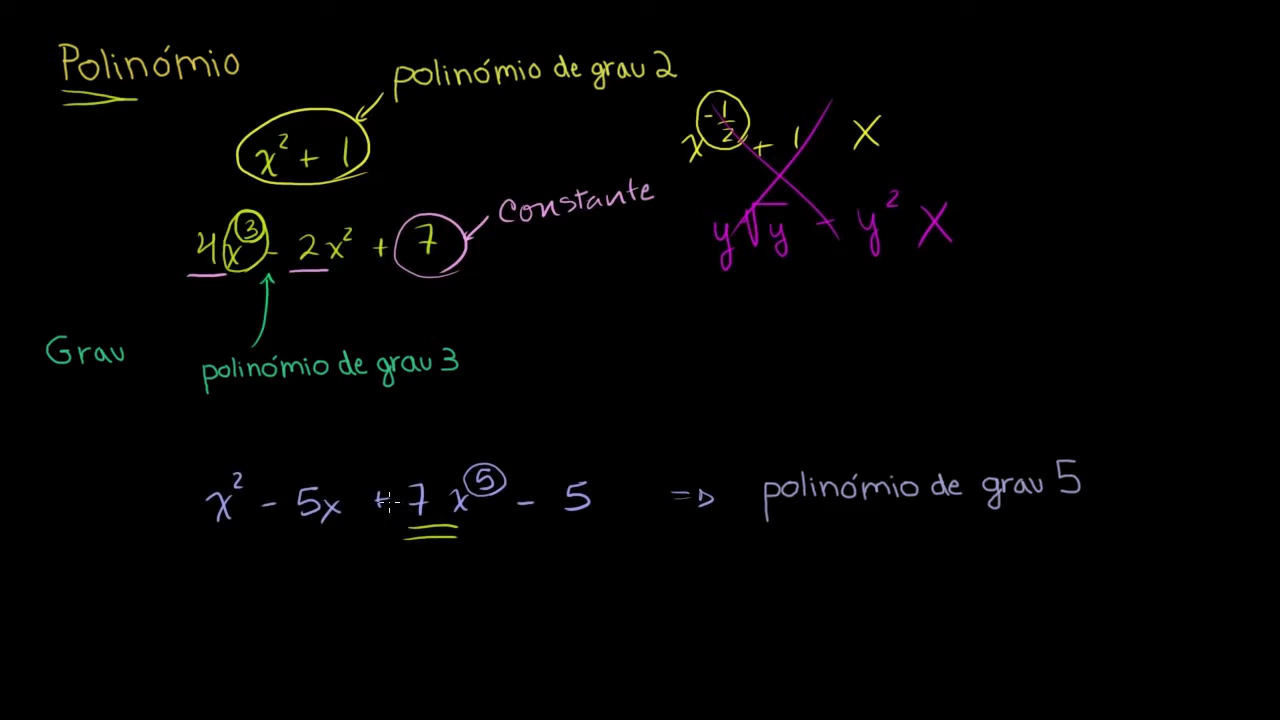 Polinómio
polinómio de grau 2
x² + 1
x^(-1/2) + 1 X
4x³ - 2x² + 7
Constante
y√y + y² X
Grau
polinómio de grau 3
x² - 5x + 7x⁵ - 5 ⇒ polinómio de grau 5